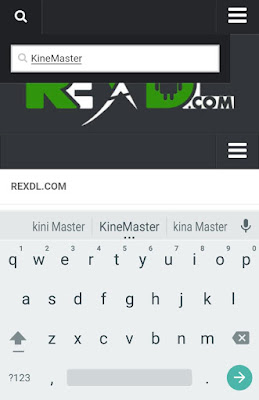 KineMaster
REXD.COM
REXDL.COM
kini Master KineMaster kina Master
1 2 3 4 5 6 7 8 9 0
q w e r t y u i o p
a s d f g h j k l
z x c v b n m
?123 , .